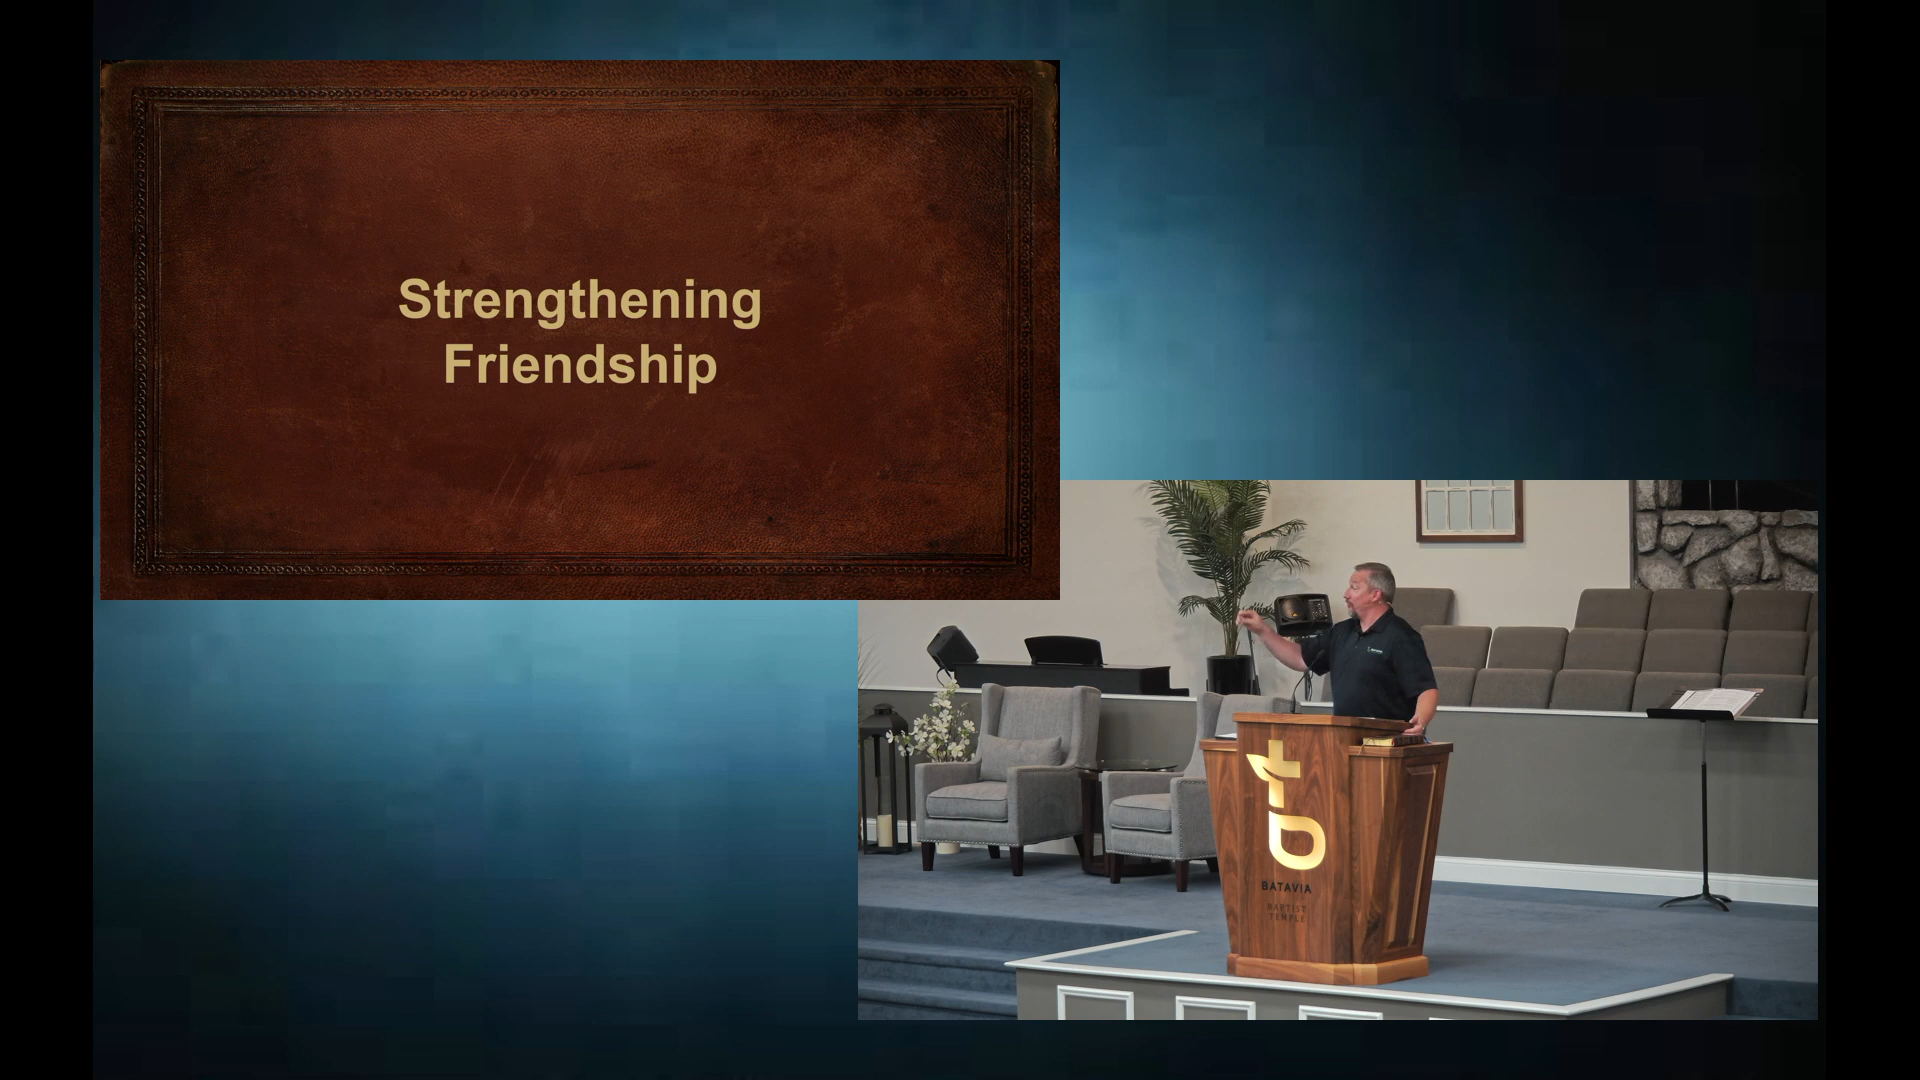 Strengthening
Friendship
BATAVIA
BAPTIST
TEMPLE